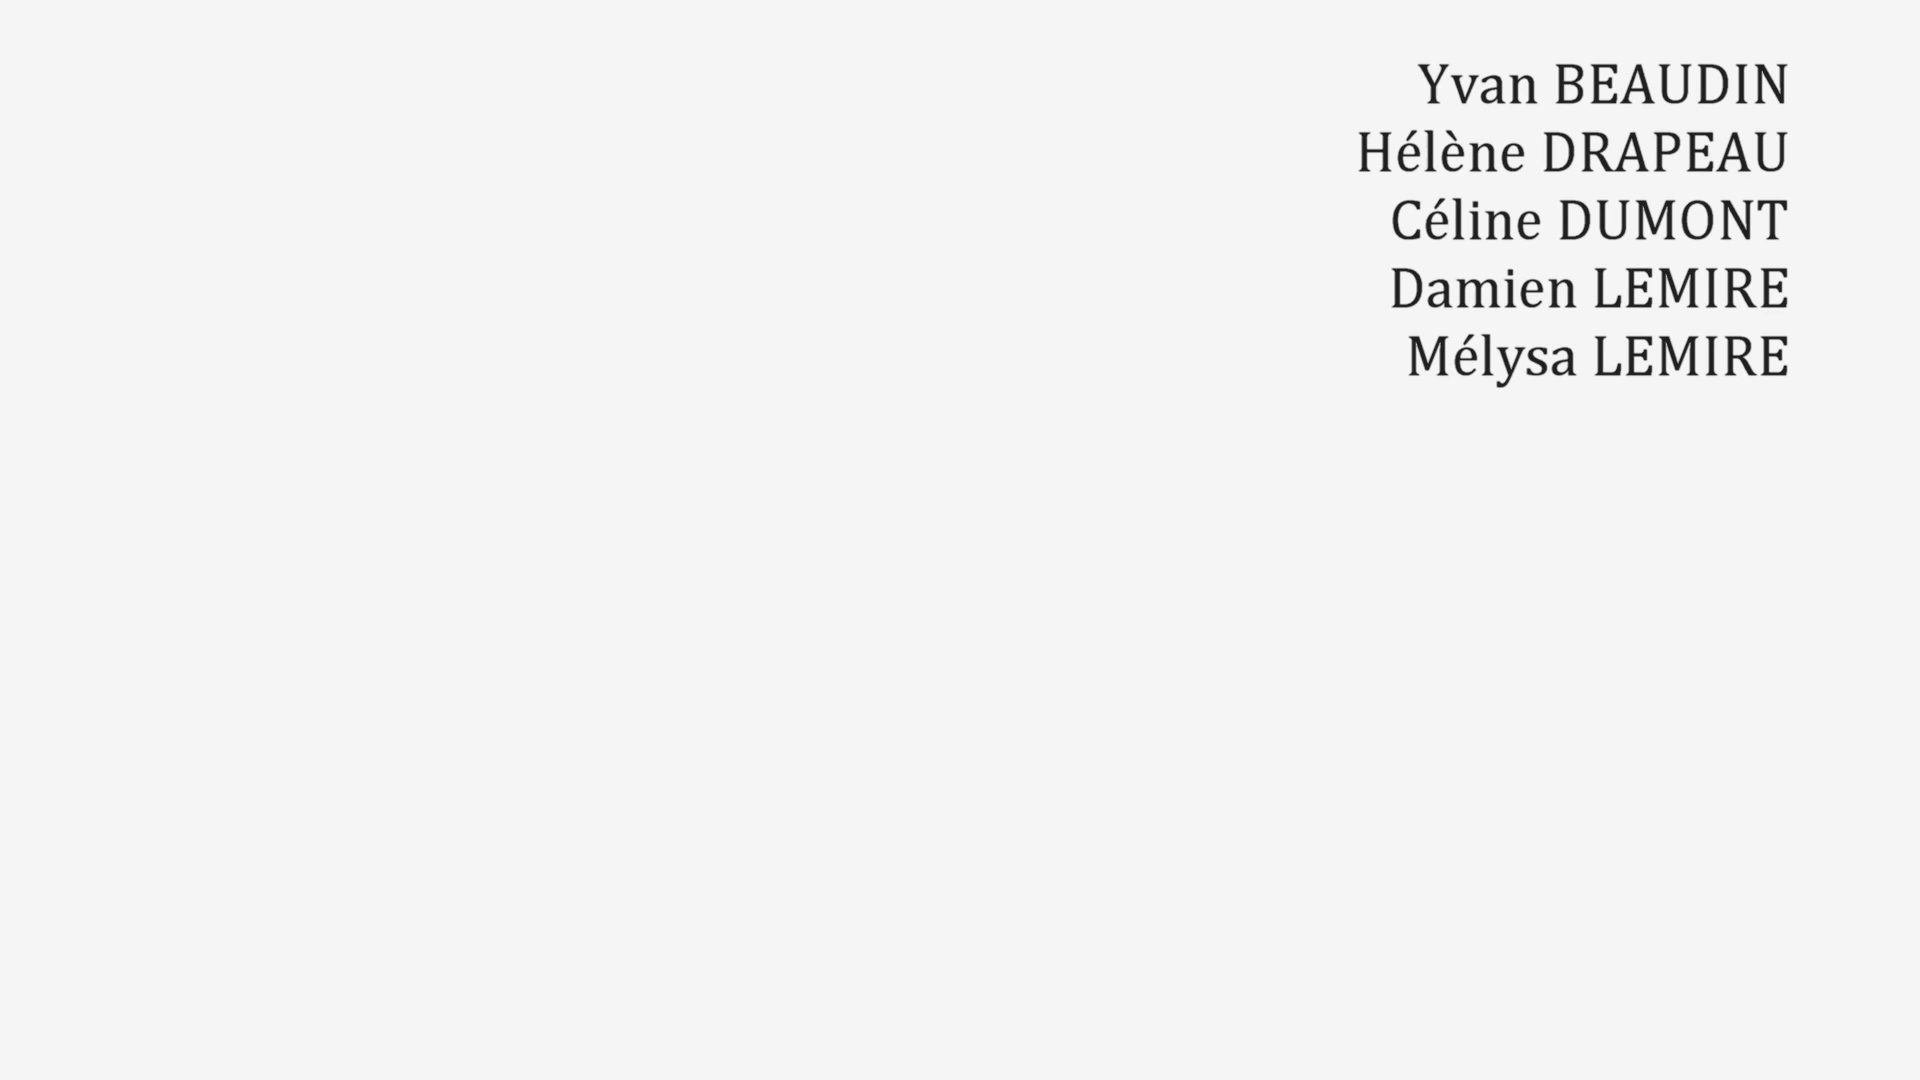 Yvan BEAUDIN
Hélène DRAPEAU
Céline DUMONT
Damien LEMIRE
Mélysa LEMIRE